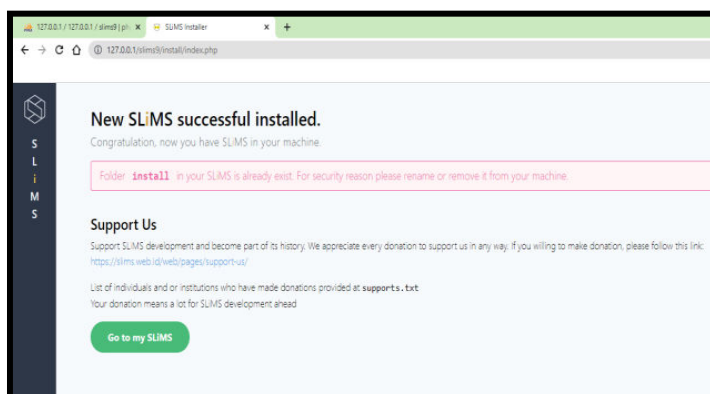 127.0.0.1 / 127.0.0.1 / slims9 | ph
SLiMS Installer
127.0.0.1/slims9/install/index.php
S
L
i
M
S
New SLiMS successful installed.
Congratulation, now you have SLiMS in your machine.
Folder install in your SLiMS is already exist. For security reason please rename or remove it from your machine.
Support Us
Support SLiMS development and become part of its history. We appreciate every donation to support us in any way. If you willing to make donation, please follow this link:
https://slims.web.id/web/pages/support-us/
List of individuals and or institutions who have made donations provided at supports.txt
Your donation means a lot for SLiMS development ahead
Go to my SLiMS